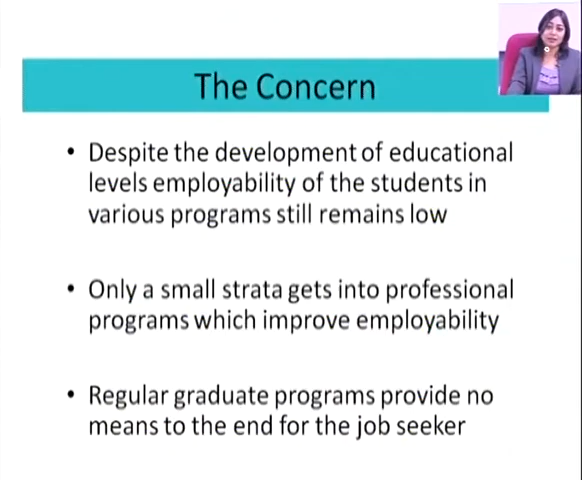 The Concern
• Despite the development of educational
levels employability of the students in
various programs still remains low
• Only a small strata gets into professional
programs which improve employability
• Regular graduate programs provide no
means to the end for the job seeker